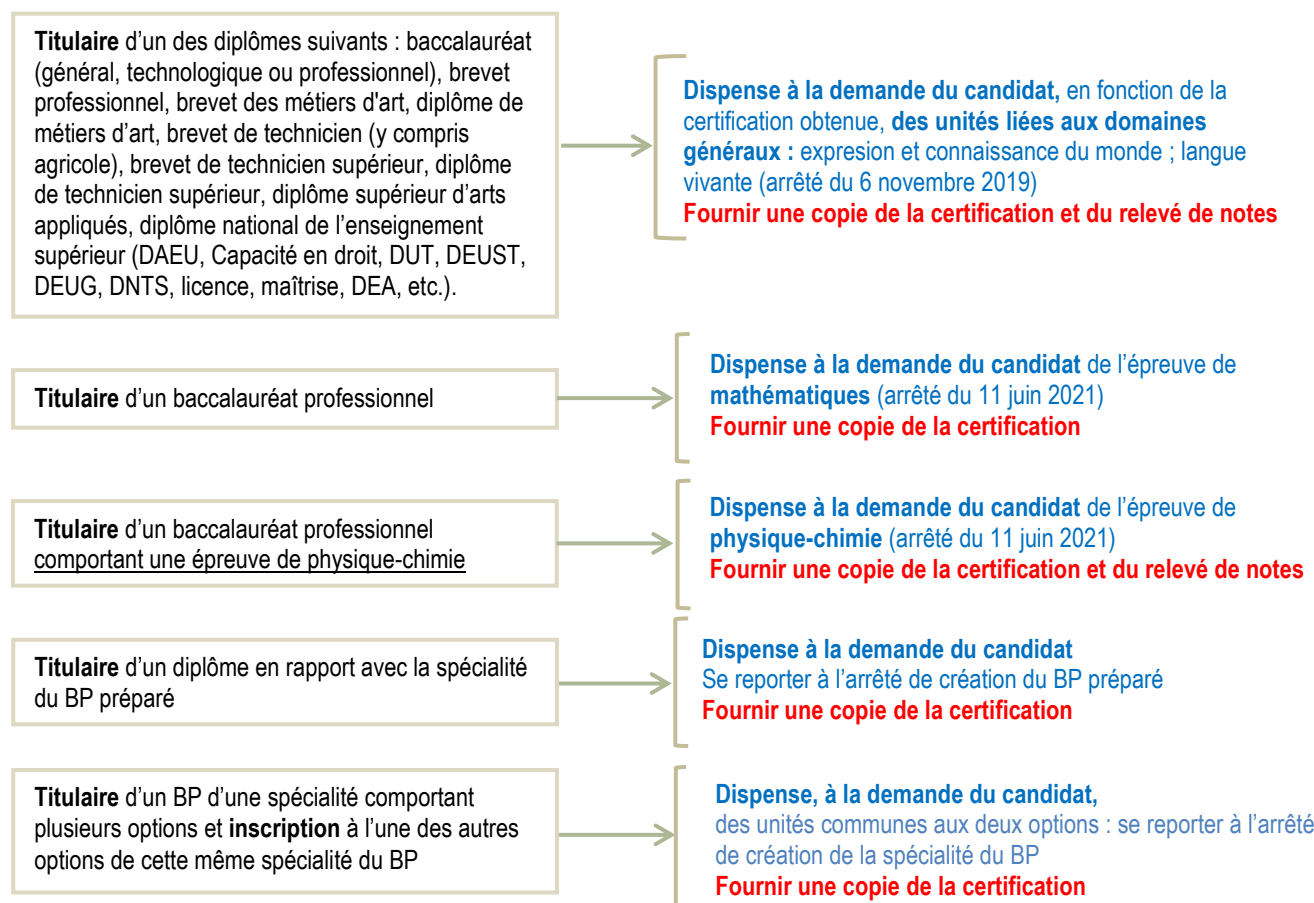 Titulaire d'un des diplômes suivants : baccalauréat
(général, technologique ou professionnel), brevet
professionnel, brevet des métiers d'art, diplôme de
métiers d'art, brevet de technicien (y compris
agricole), brevet de technicien supérieur, diplôme
de technicien supérieur, diplôme supérieur d'arts
appliqués, diplôme national de l'enseignement
supérieur (DAEU, Capacité en droit, DUT, DEUST,
DEUG, DNTS, licence, maîtrise, DEA, etc.).
Dispense à la demande du candidat, en fonction de la
certification obtenue, des unités liées aux domaines
généraux : expresion et connaissance du monde ; langue
vivante (arrêté du 6 novembre 2019)
Fournir une copie de la certification et du relevé de notes
Titulaire d'un baccalauréat professionnel
Dispense à la demande du candidat de l'épreuve de
mathématiques (arrêté du 11 juin 2021)
Fournir une copie de la certification
Titulaire d'un baccalauréat professionnel
comportant une épreuve de physique-chimie
Dispense à la demande du candidat de l'épreuve de
physique-chimie (arrêté du 11 juin 2021)
Fournir une copie de la certification et du relevé de notes
Titulaire d'un diplôme en rapport avec la spécialité
du BP préparé
Dispense à la demande du candidat
Se reporter à l'arrêté de création du BP préparé
Fournir une copie de la certification
Titulaire d'un BP d'une spécialité comportant
plusieurs options et inscription à l'une des autres
options de cette même spécialité du BP
Dispense, à la demande du candidat,
des unités communes aux deux options : se reporter à l'arrêté
de création de la spécialité du BP
Fournir une copie de la certification